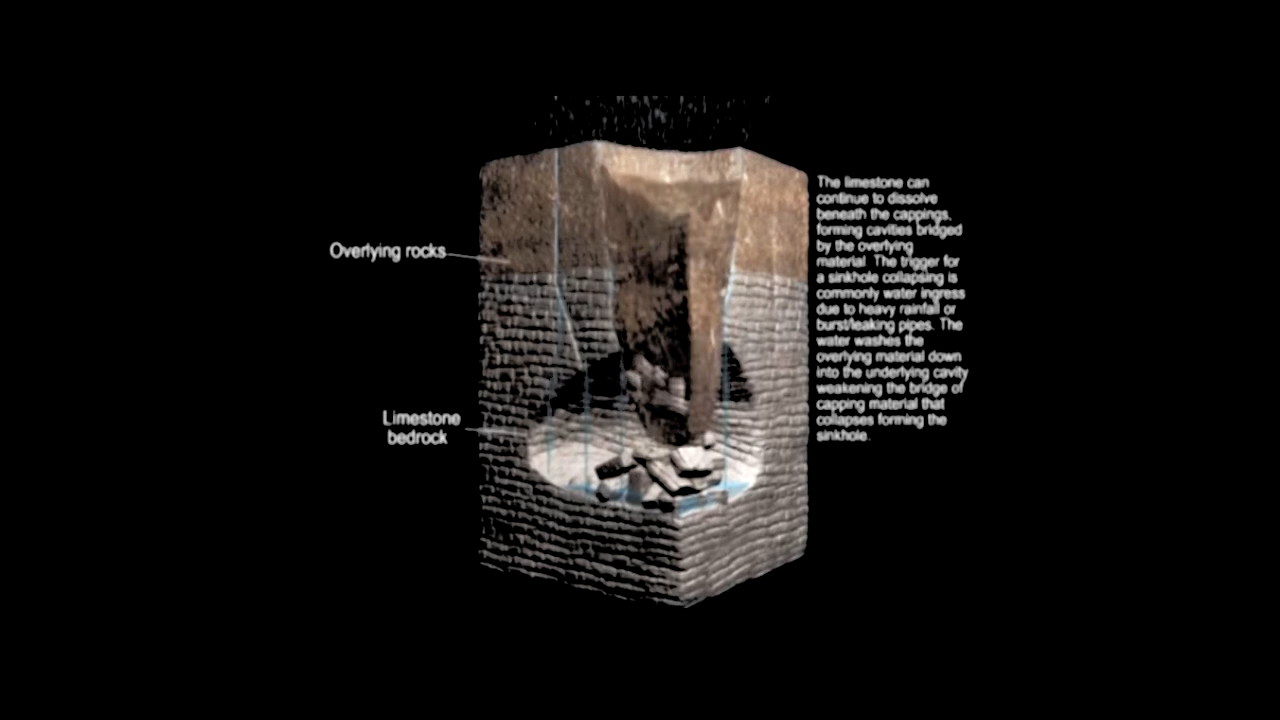 Overlying rocks
Limestone
bedrock
The limestone can
continue to dissolve
beneath the cappings,
forming cavities bridged
by the overlying
material. The trigger for
a sinkhole collapsing is
commonly water ingress
due to heavy rainfall or
burst/leaking pipes. The
water washes the
overlying material down
into the underlying cavity
weakening the bridge of
capping material that
collapses forming the
sinkhole.